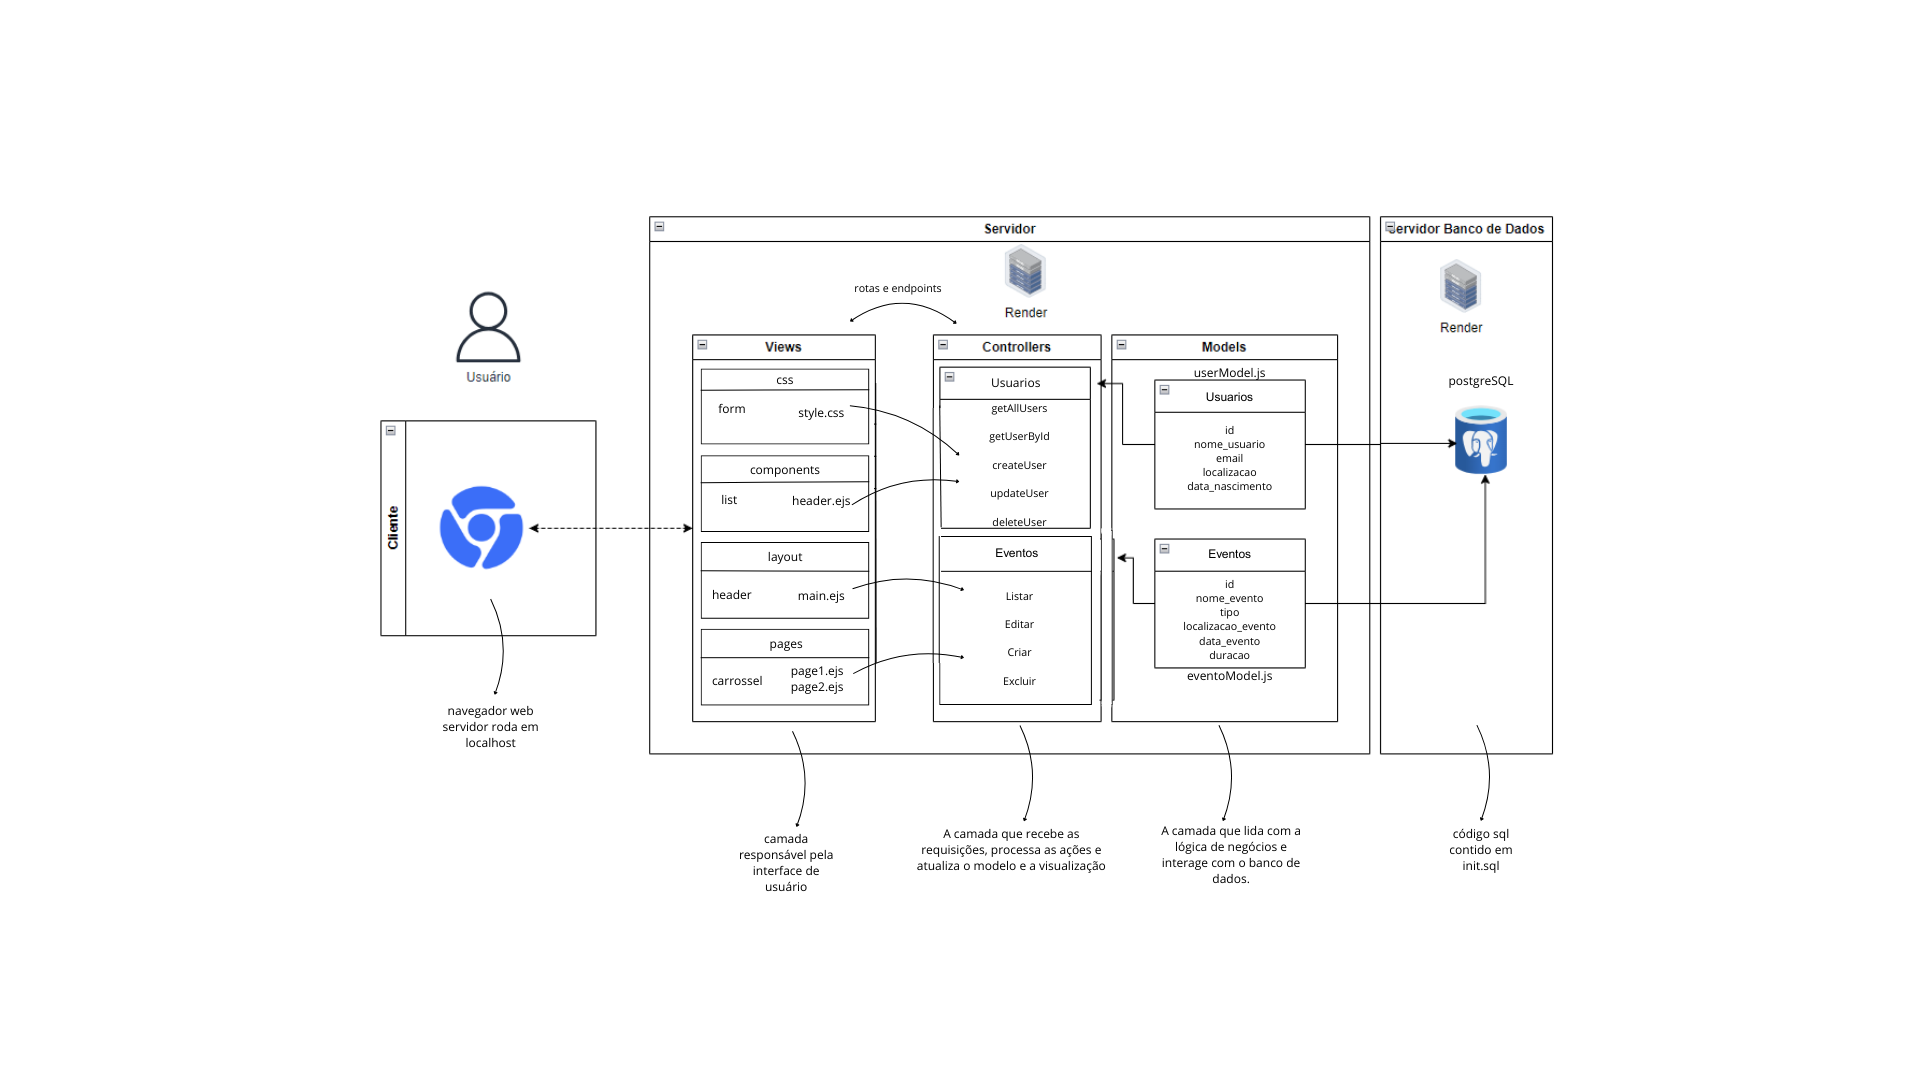 Usuário
Cliente
navegador web
servidor roda em
localhost
Servidor
Render
rotas e endpoints
Views
css
form
style.css
components
list
header.ejs
layout
header
main.ejs
pages
carrossel
page1.ejs
page2.ejs
Controllers
Usuarios
getAllUsers
getUserById
createUser
updateUser
deleteUser
Eventos
Listar
Editar
Criar
Excluir
Models
userModel.js
Usuarios
id
nome_usuario
email
localizacao
data_nascimento
Eventos
id
nome_evento
tipo
localizacao_evento
data_evento
duracao
eventoModel.js
Servidor Banco de Dados
Render
postgreSQL
camada
responsável pela
interface de
usuário
A camada que recebe as
requisições, processa as ações e
atualiza o modelo e a visualização
A camada que lida com a
lógica de negócios e
interage com o banco de
dados.
código sql
contido em
init.sql